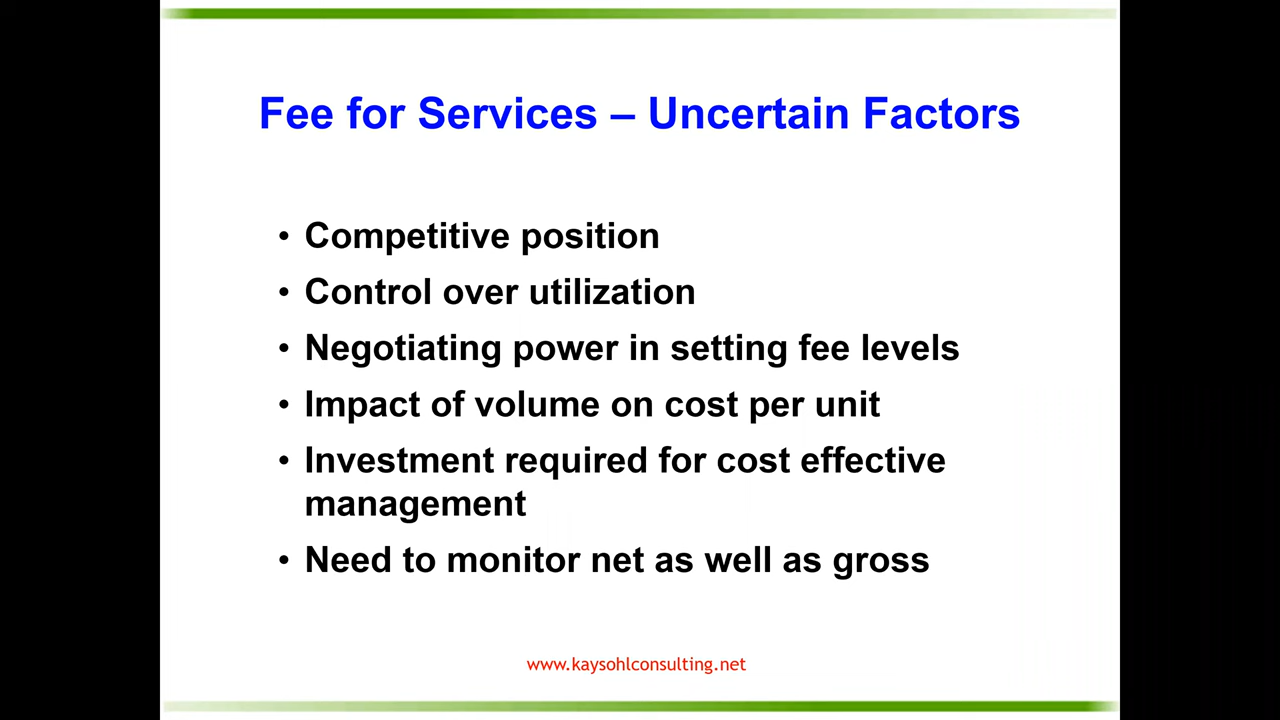 Fee for Services – Uncertain Factors
• Competitive position
• Control over utilization
• Negotiating power in setting fee levels
• Impact of volume on cost per unit
• Investment required for cost effective
management
• Need to monitor net as well as gross
www.kaysohlconsulting.net